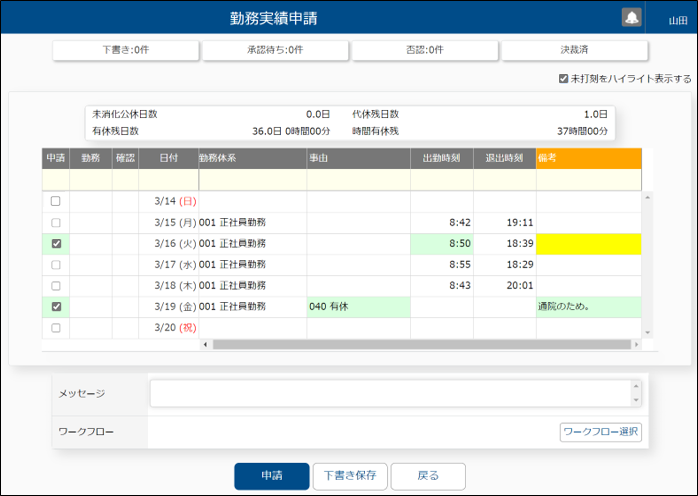 勤務実績申請
山田
下書き:0件 承認待ち:0件 否認:0件 決裁済
未打刻をハイライト表示する
未消化公休日数 0.0日 代休残日数 1.0日
有休残日数 36.0日 0時間00分 時間有休残 37時間00分
申請 勤務 確認 日付 勤務体系 事由 出勤時刻 退出時刻 備考
3/14 (日)
3/15 (月) 001 正社員勤務 8:42 19:11
3/16 (火) 001 正社員勤務 8:50 18:39
3/17 (水) 001 正社員勤務 8:55 18:29
3/18 (木) 001 正社員勤務 8:43 20:01
3/19 (金) 001 正社員勤務 040 有休 通院のため。
3/20 (祝)
メッセージ
ワークフロー ワークフロー選択
申請 下書き保存 戻る